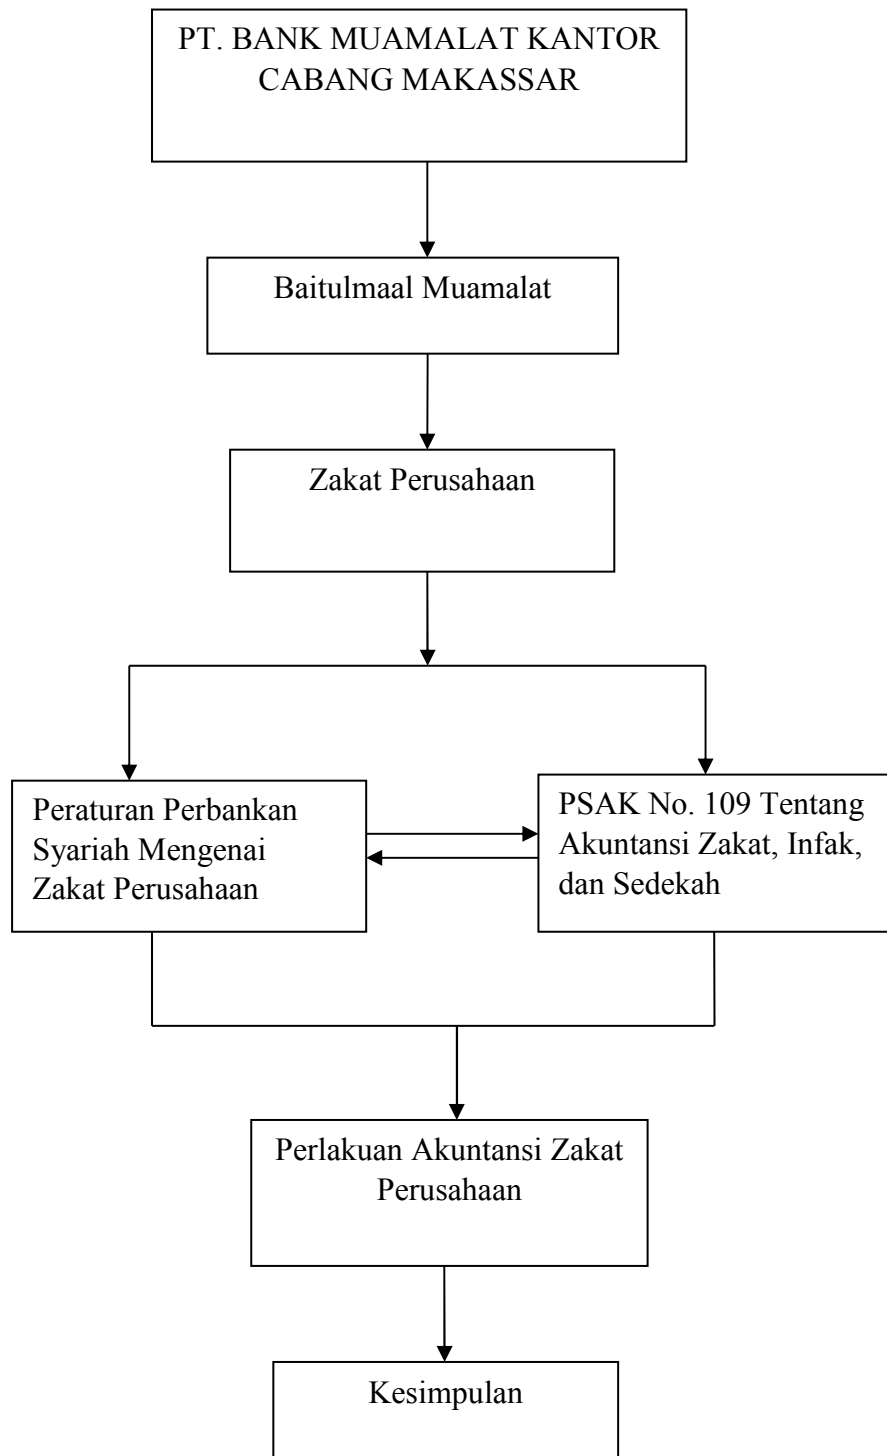 PT. BANK MUAMALAT KANTOR
CABANG MAKASSAR
Baitulmaal Muamalat
Zakat Perusahaan
Peraturan Perbankan
Syariah Mengenai
Zakat Perusahaan
PSAK No. 109 Tentang
Akuntansi Zakat, Infak,
dan Sedekah
Perlakuan Akuntansi Zakat
Perusahaan
Kesimpulan